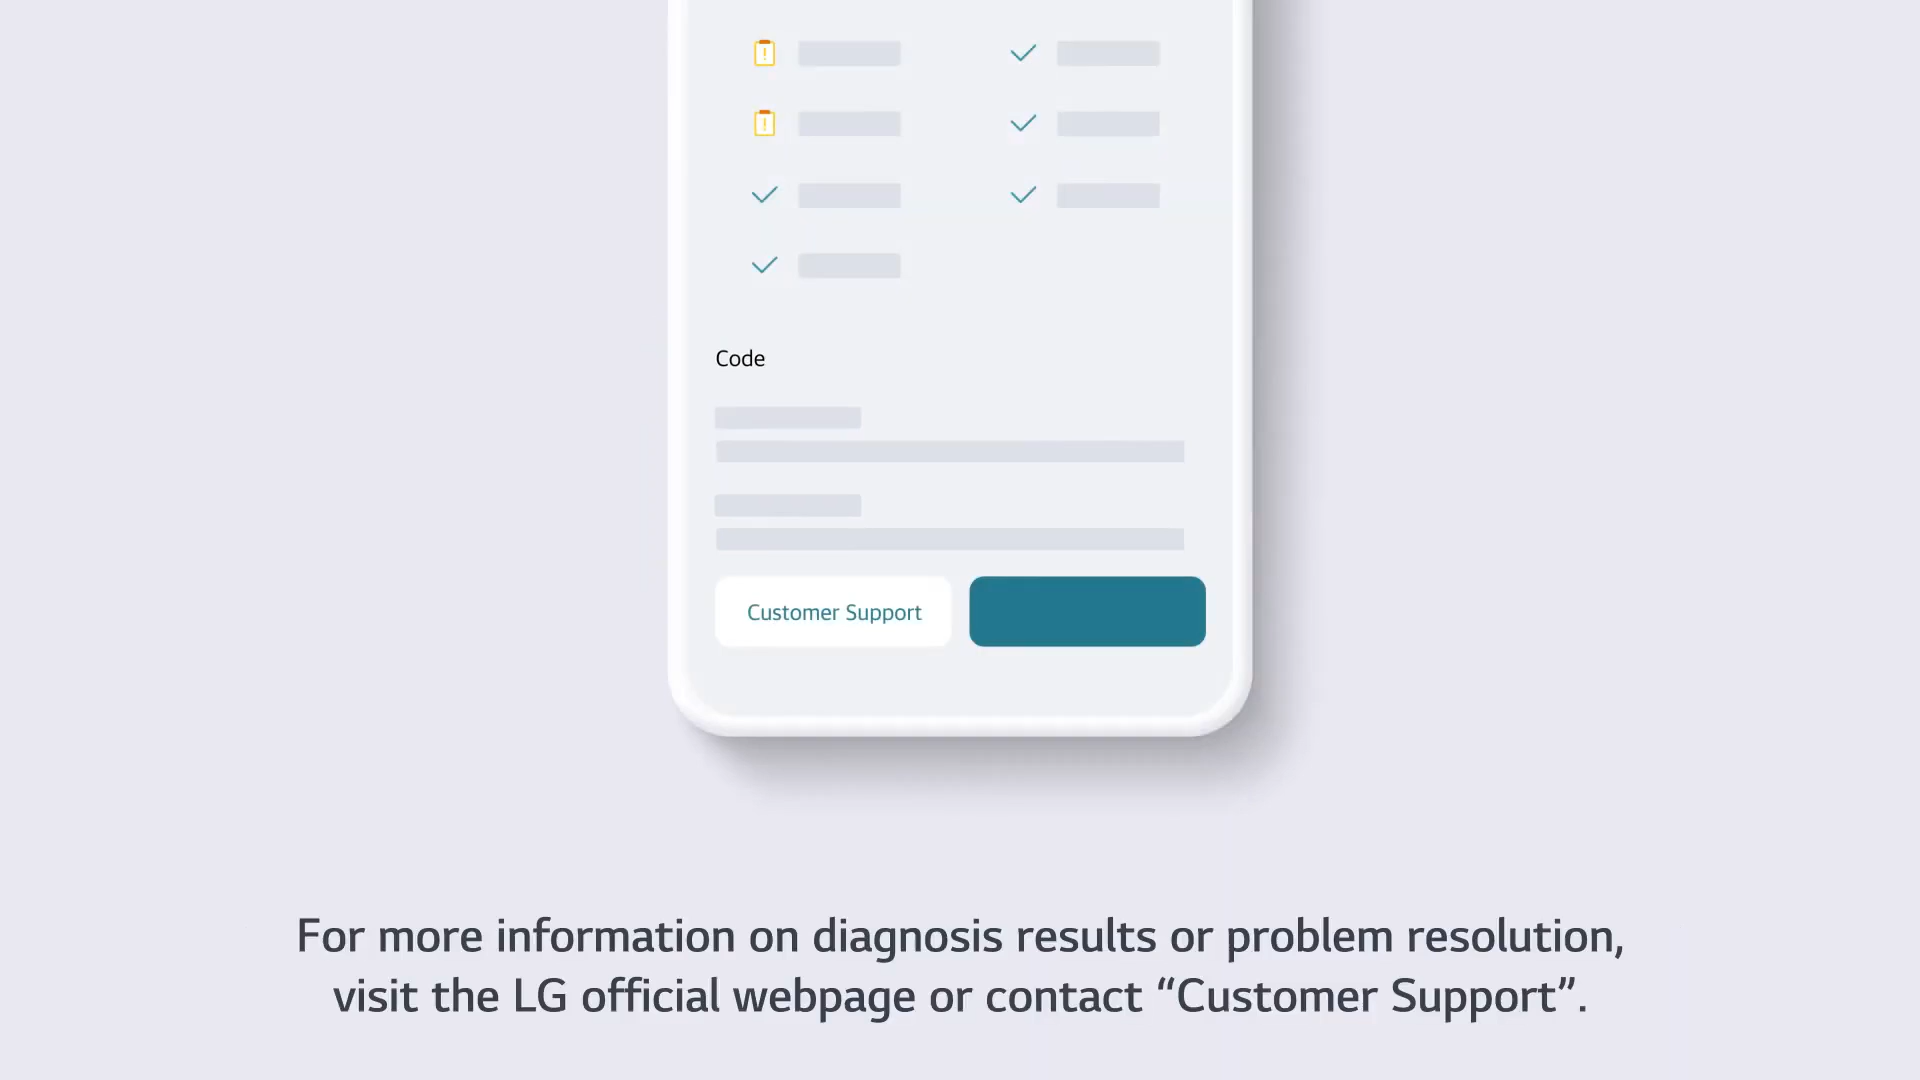 Code
Customer Support
For more information on diagnosis results or problem resolution,
visit the LG official webpage or contact “Customer Support”.